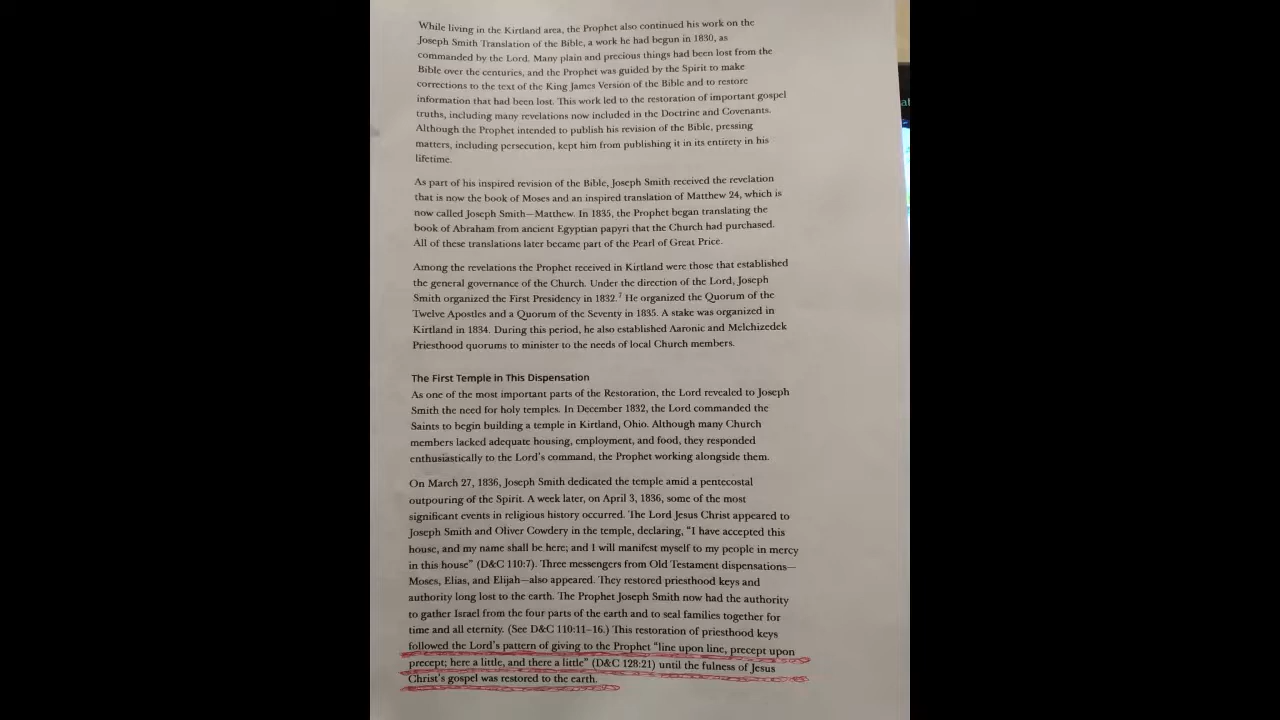 While living in the Kirtland area, the Prophet also continued his work on the
Joseph Smith Translation of the Bible, a work he had begun in 1830, as
commanded by the Lord. Many plain and precious things had been lost from the
Bible over the centuries, and the Prophet was guided by the Spirit to make
corrections to the text of the King James Version of the Bible and to restore
information that had been lost. This work led to the restoration of important gospel
truths, including many revelations now included in the Doctrine and Covenants.
Although the Prophet intended to publish his revision of the Bible, pressing
matters, including persecution, kept him from publishing it in its entirety in his
lifetime.
As part of his inspired revision of the Bible, Joseph Smith received the revelation
that is now the book of Moses and an inspired translation of Matthew 24, which is
now called Joseph Smith—Matthew. In 1835, the Prophet began translating the
book of Abraham from ancient Egyptian papyri that the Church had purchased.
All of these translations later became part of the Pearl of Great Price.
Among the revelations the Prophet received in Kirtland were those that established
the general governance of the Church. Under the direction of the Lord, Joseph
Smith organized the First Presidency in 1832.⁷ He organized the Quorum of the
Twelve Apostles and a Quorum of the Seventy in 1835. A stake was organized in
Kirtland in 1834. During this period, he also established Aaronic and Melchizedek
Priesthood quorums to minister to the needs of local Church members.
The First Temple in This Dispensation
As one of the most important parts of the Restoration, the Lord revealed to Joseph
Smith the need for holy temples. In December 1832, the Lord commanded the
Saints to begin building a temple in Kirtland, Ohio. Although many Church
members lacked adequate housing, employment, and food, they responded
enthusiastically to the Lord's command, the Prophet working alongside them.
On March 27, 1836, Joseph Smith dedicated the temple amid a pentecostal
outpouring of the Spirit. A week later, on April 3, 1836, some of the most
significant events in religious history occurred. The Lord Jesus Christ appeared to
Joseph Smith and Oliver Cowdery in the temple, declaring, “I have accepted this
house, and my name shall be here; and I will manifest myself to my people in mercy
in this house” (D&C 110:7). Three messengers from Old Testament dispensations—
Moses, Elias, and Elijah—also appeared. They restored priesthood keys and
authority long lost to the earth. The Prophet Joseph Smith now had the authority
to gather Israel from the four parts of the earth and to seal families together for
time and all eternity. (See D&C 110:11–16.) This restoration of priesthood keys
followed the Lord's pattern of giving to the Prophet “line upon line, precept upon
precept; here a little, and there a little” (D&C 128:21) until the fulness of Jesus
Christ's gospel was restored to the earth.
al